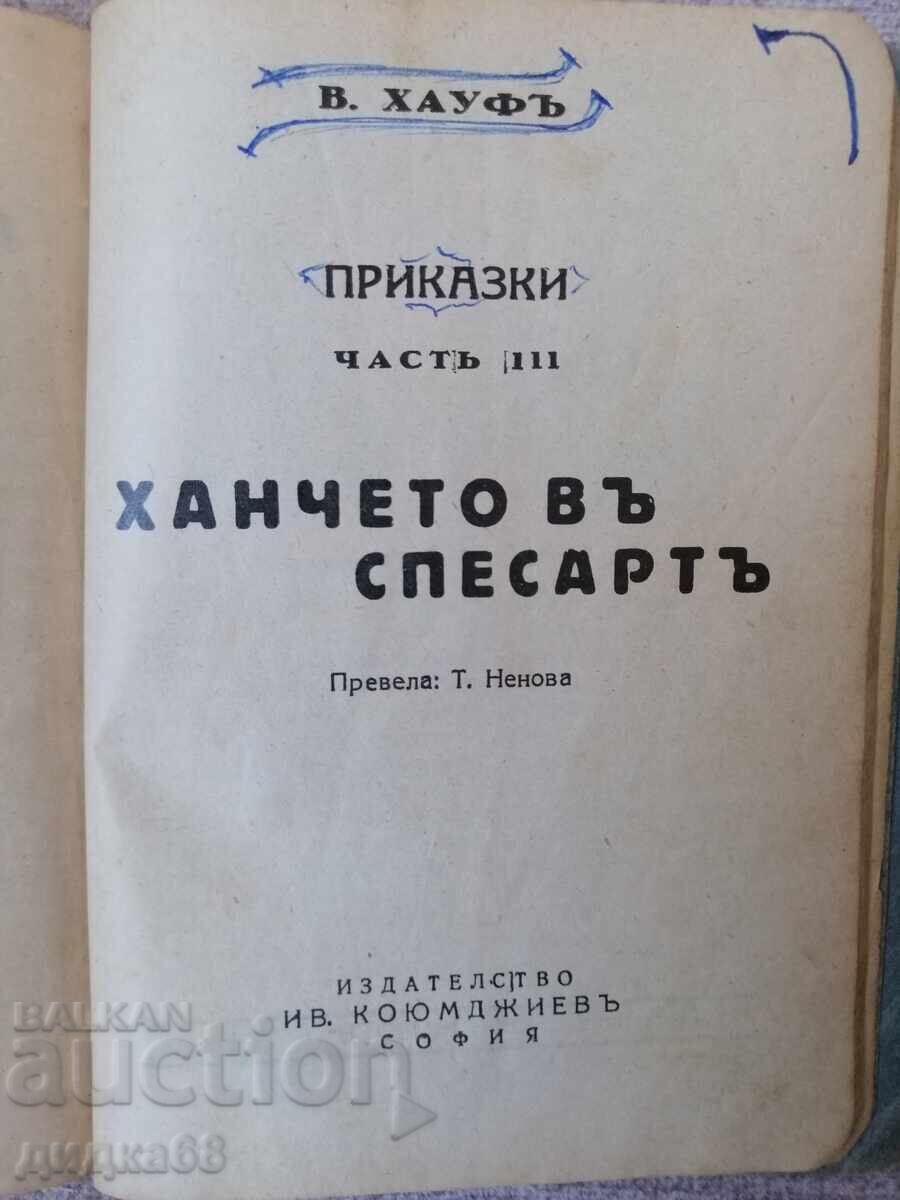 В. ХАУФЪ
ПРИКАЗКИ
ЧАСТЬ III
ХАНЧЕТО ВЪ
СПЕСАРТЪ
Превела: Т. Ненова
ИЗДАТЕЛСТВО
ИВ. КОЮМДЖИЕВЪ
СОФИЯ
BALKAN
auction
дидка68